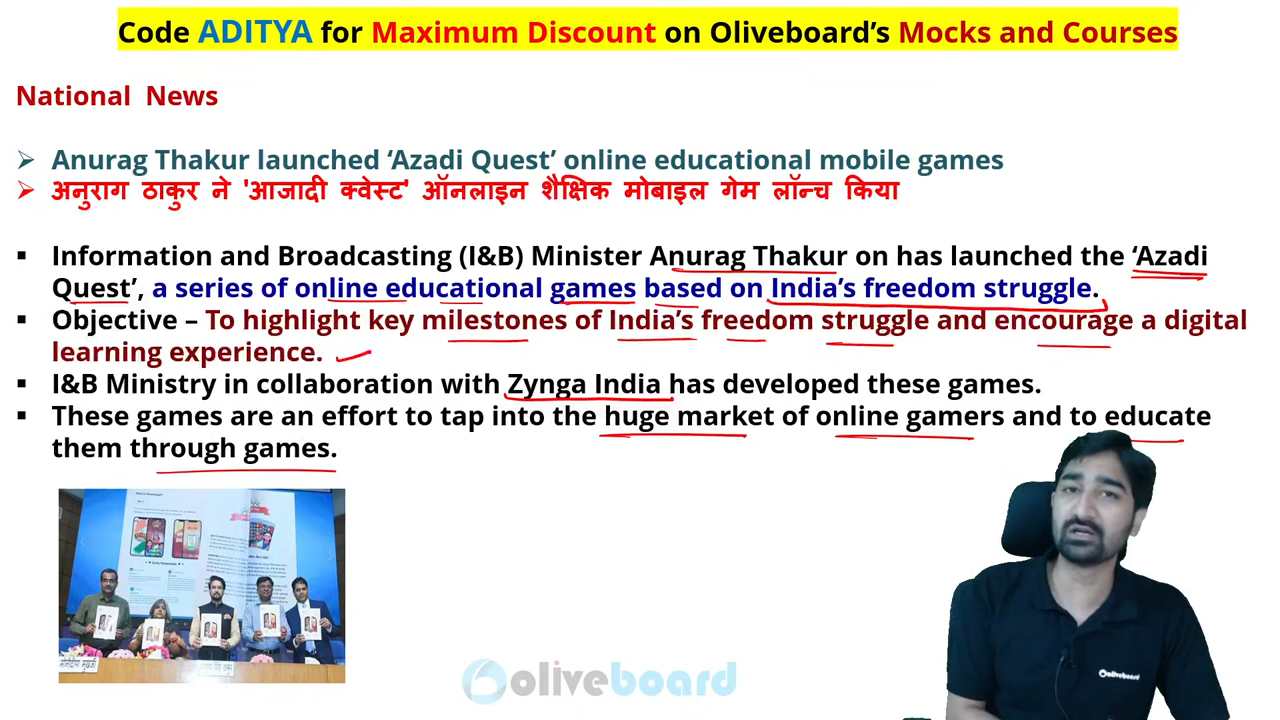 Code ADITYA for Maximum Discount on Oliveboard's Mocks and Courses
National News
➢ Anurag Thakur launched ‘Azadi Quest’ online educational mobile games
➢ अनुराग ठाकुर ने 'आजादी क्वेस्ट' ऑनलाइन शैक्षिक मोबाइल गेम लॉन्च किया
▪ Information and Broadcasting (I&B) Minister Anurag Thakur on has launched the ‘Azadi
Quest’, a series of online educational games based on India’s freedom struggle.
▪ Objective – To highlight key milestones of India’s freedom struggle and encourage a digital
learning experience.
▪ I&B Ministry in collaboration with Zynga India has developed these games.
▪ These games are an effort to tap into the huge market of online gamers and to educate
them through games.
oliveboard
oliveboard